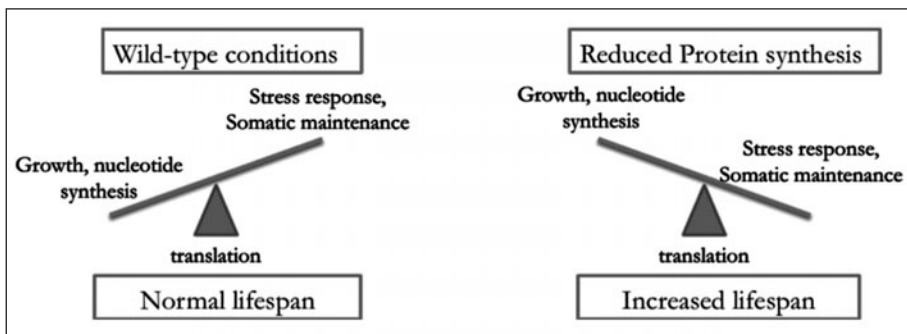 Wild-type conditions
Stress response,
Somatic maintenance
Growth, nucleotide
synthesis
translation
Normal lifespan
Reduced Protein synthesis
Growth, nucleotide
synthesis
Stress response,
Somatic maintenance
translation
Increased lifespan